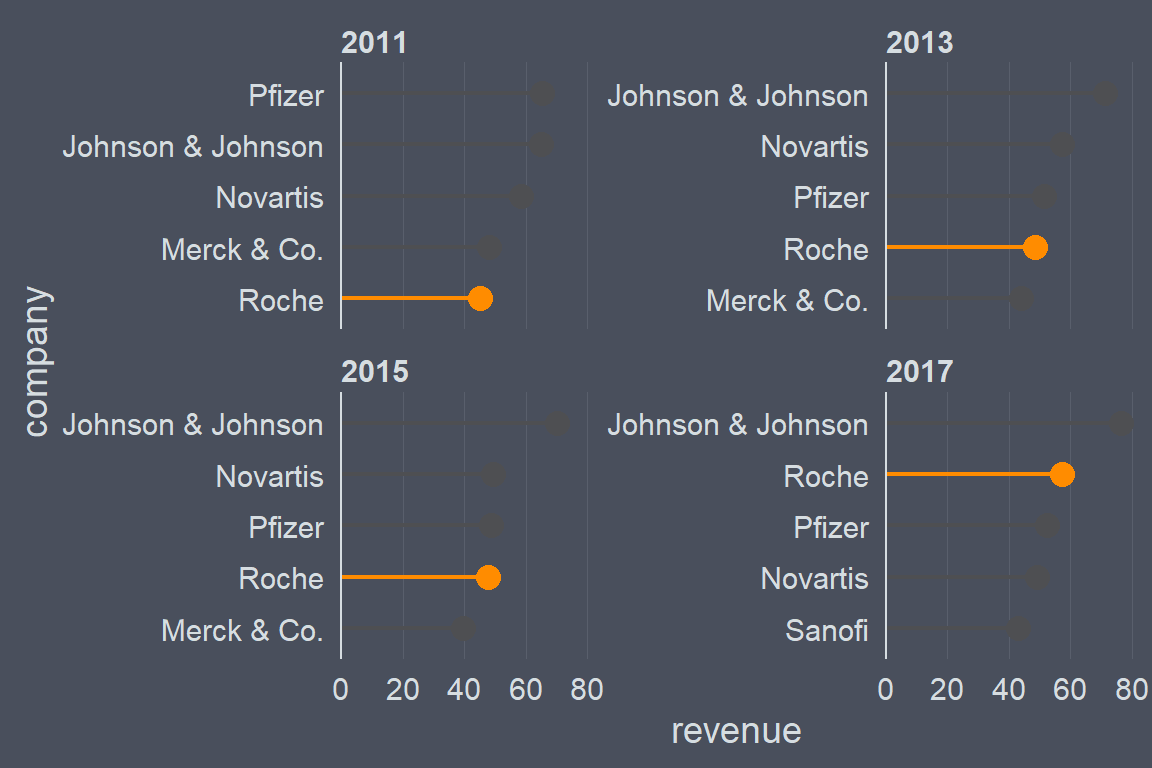 2011
Pfizer
Johnson & Johnson
Novartis
Merck & Co.
Roche
2013
Johnson & Johnson
Novartis
Pfizer
Roche
Merck & Co.
company
2015
Johnson & Johnson
Novartis
Pfizer
Roche
Merck & Co.
0 20 40 60 80
2017
Johnson & Johnson
Roche
Pfizer
Novartis
Sanofi
0 20 40 60 80
revenue